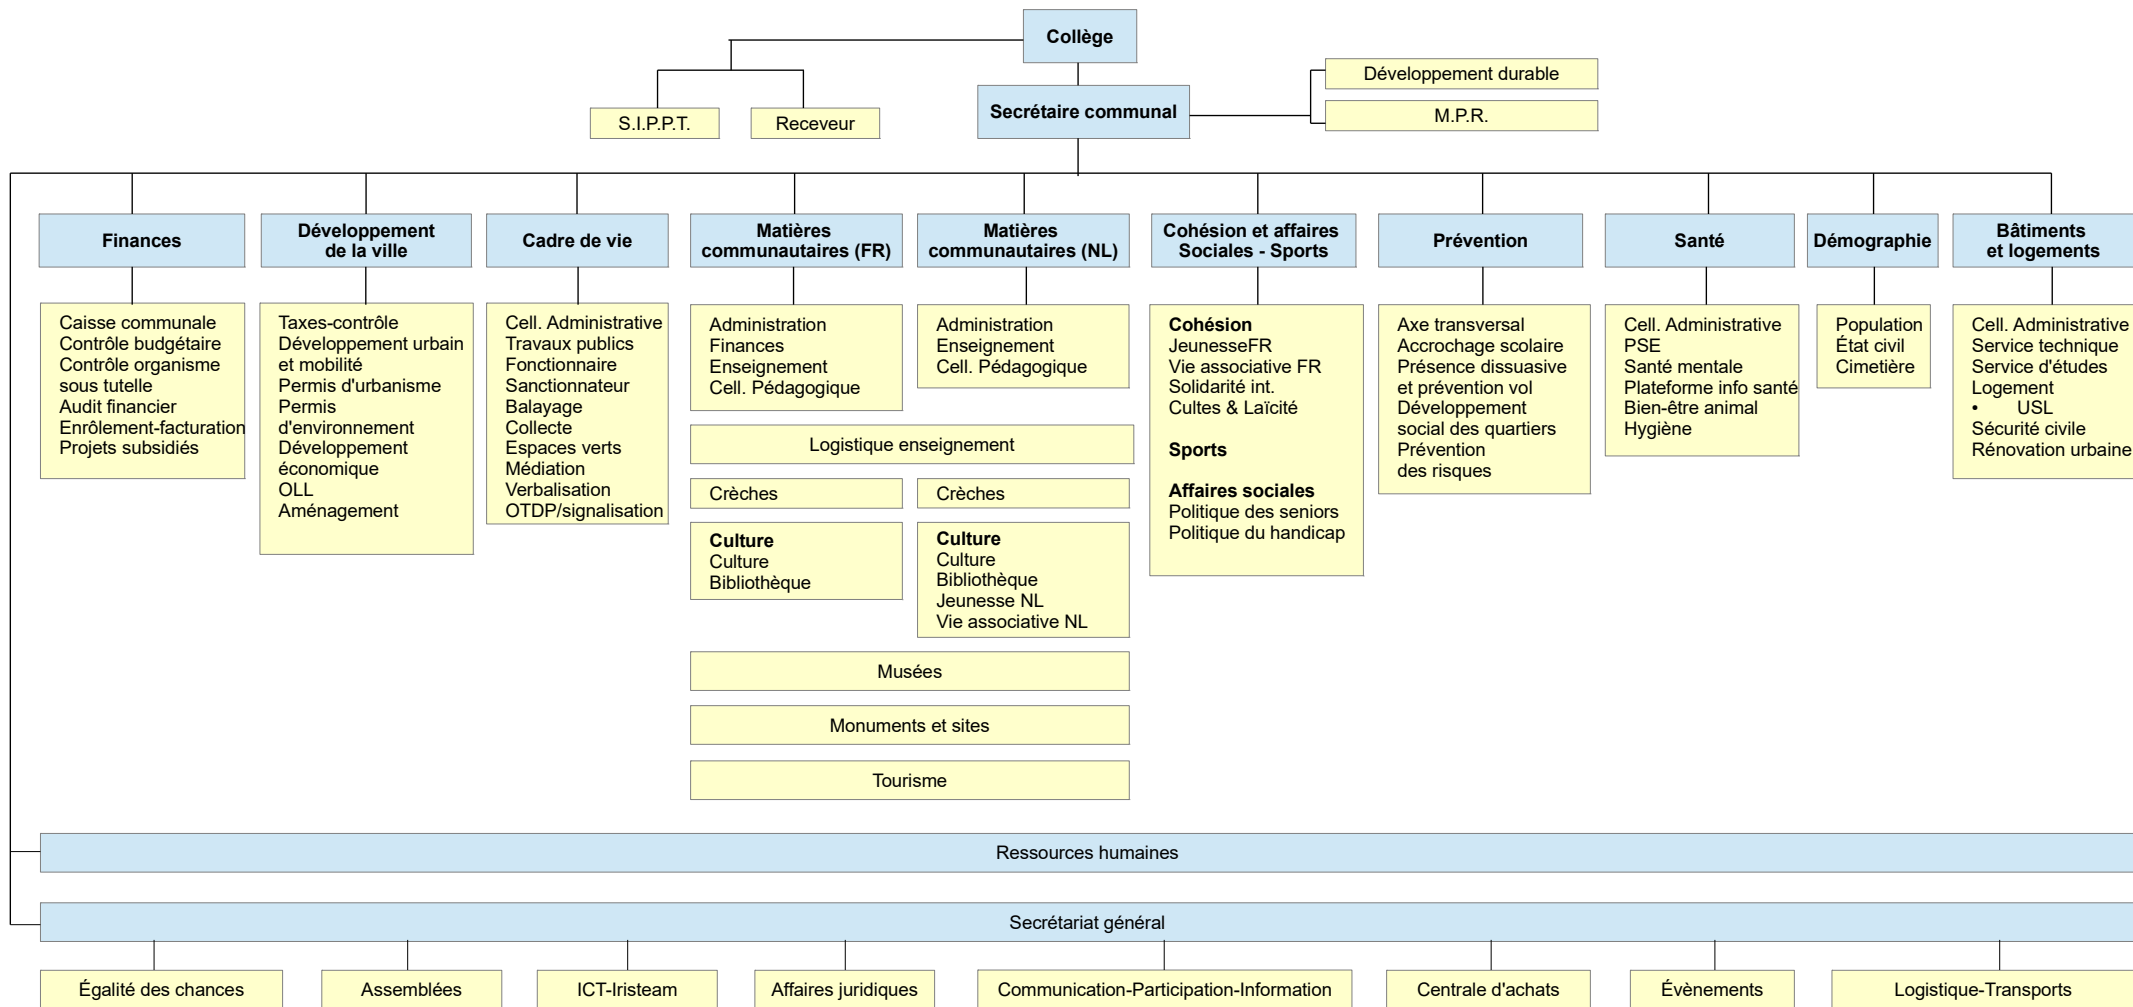 Collège
Secrétaire communal
S.I.P.P.T.
Receveur
Développement durable
M.P.R.
Finances
Caisse communale
Contrôle budgétaire
Contrôle organisme
sous tutelle
Audit financier
Enrôlement-facturation
Projets subsidiés
Développement
de la ville
Taxes-contrôle
Développement urbain
et mobilité
Permis d'urbanisme
Permis
d'environnement
Développement
économique
OLL
Aménagement
Cadre de vie
Cell. Administrative
Travaux publics
Fonctionnaire
Sanctionnateur
Balayage
Collecte
Espaces verts
Médiation
Verbalisation
OTDP/signalisation
Matières
communautaires (FR)
Administration
Finances
Enseignement
Cell. Pédagogique
Matières
communautaires (NL)
Administration
Enseignement
Cell. Pédagogique
Logistique enseignement
Crèches
Crèches
Culture
Culture
Bibliothèque
Culture
Culture
Bibliothèque
Jeunesse NL
Vie associative NL
Musées
Monuments et sites
Tourisme
Cohésion et affaires
Sociales - Sports
Cohésion
JeunesseFR
Vie associative FR
Solidarité int.
Cultes & Laïcité
Sports
Affaires sociales
Politique des seniors
Politique du handicap
Prévention
Axe transversal
Accrochage scolaire
Présence dissuasive
et prévention vol
Développement
social des quartiers
Prévention
des risques
Santé
Cell. Administrative
PSE
Santé mentale
Plateforme info santé
Bien-être animal
Hygiène
Démographie
Population
État civil
Cimetière
Bâtiments
et logements
Cell. Administrative
Service technique
Service d'études
Logement
• USL
Sécurité civile
Rénovation urbaine
Ressources humaines
Secrétariat général
Égalité des chances
Assemblées
ICT-Iristeam
Affaires juridiques
Communication-Participation-Information
Centrale d'achats
Évènements
Logistique-Transports